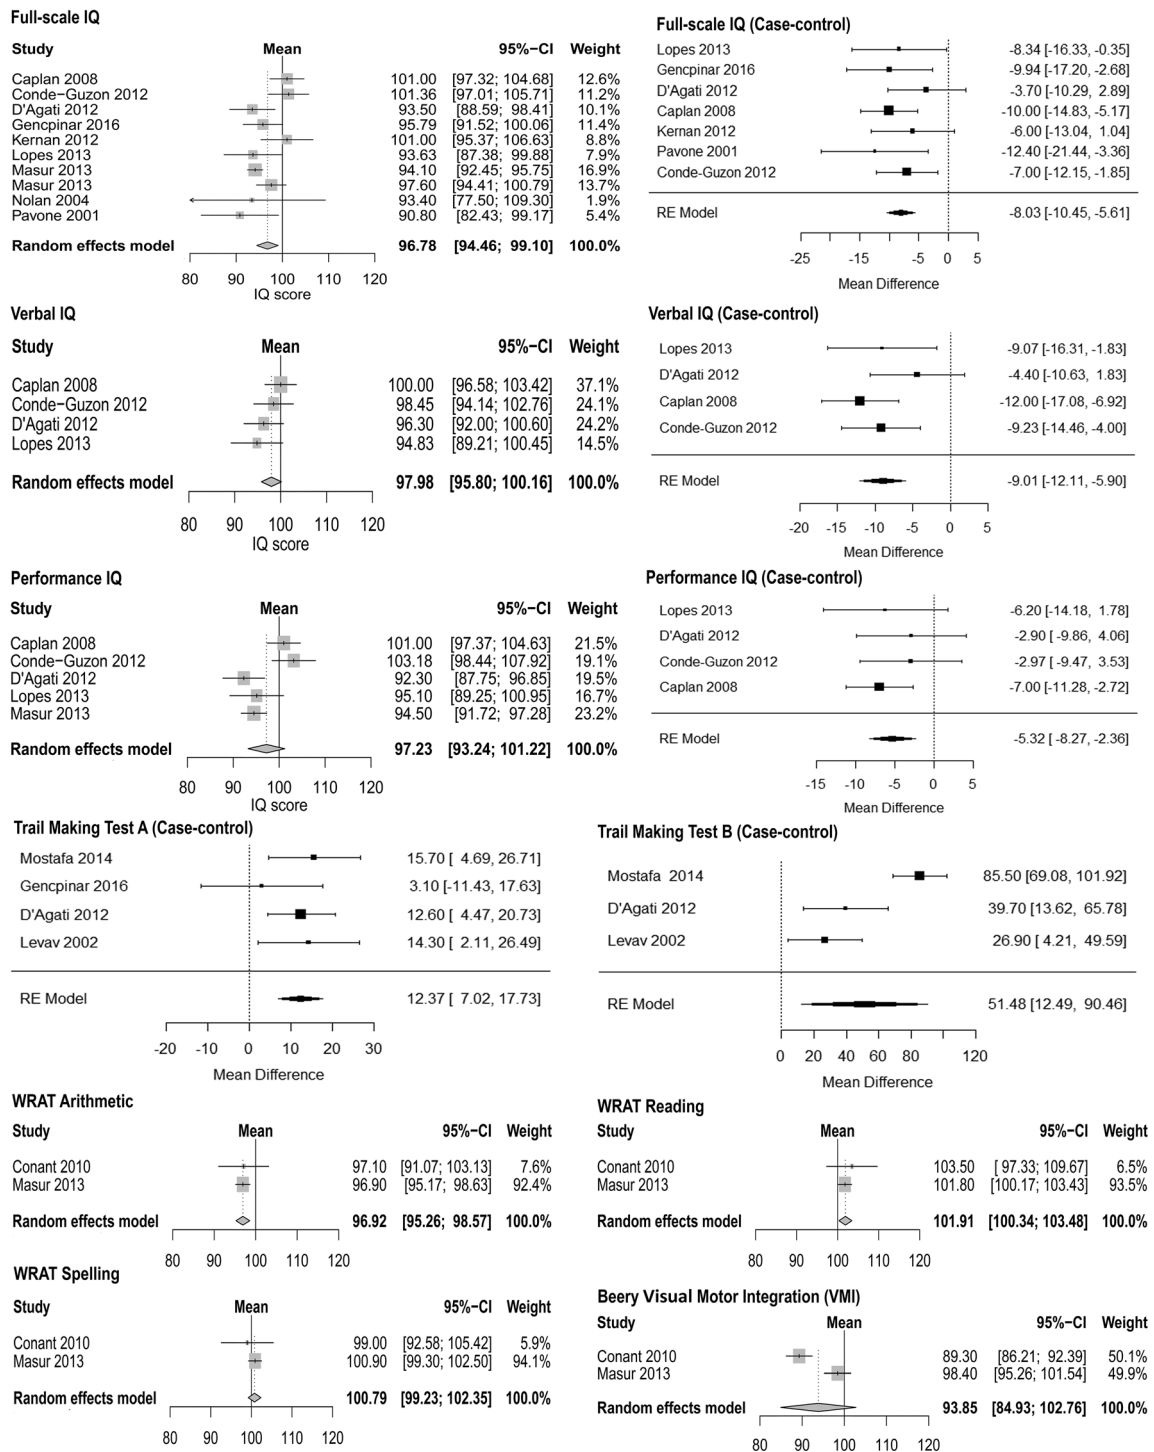 Full-scale IQ
Study Mean 95%−CI Weight
Caplan 2008 101.00 [97.32; 104.68] 12.6%
Conde−Guzon 2012 101.36 [97.01; 105.71] 11.2%
D'Agati 2012 93.50 [88.59; 98.41] 10.1%
Gencpinar 2016 95.79 [91.52; 100.06] 11.4%
Kernan 2012 101.00 [95.37; 106.63] 8.8%
Lopes 2013 93.63 [87.38; 99.88] 7.9%
Masur 2013 94.10 [92.45; 95.75] 16.9%
Masur 2013 97.60 [94.41; 100.79] 13.7%
Nolan 2004 93.40 [77.50; 109.30] 1.9%
Pavone 2001 90.80 [82.43; 99.17] 5.4%
Random effects model 96.78 [94.46; 99.10] 100.0%
80 90 100 110 120
IQ score
Full-scale IQ (Case-control)
Lopes 2013 -8.34 [-16.33, -0.35]
Gencpinar 2016 -9.94 [-17.20, -2.68]
D'Agati 2012 -3.70 [-10.29, 2.89]
Caplan 2008 -10.00 [-14.83, -5.17]
Kernan 2012 -6.00 [-13.04, 1.04]
Pavone 2001 -12.40 [-21.44, -3.36]
Conde-Guzon 2012 -7.00 [-12.15, -1.85]
RE Model -8.03 [-10.45, -5.61]
-25 -15 -5 0 5
Mean Difference
Verbal IQ
Study Mean 95%−CI Weight
Caplan 2008 100.00 [96.58; 103.42] 37.1%
Conde−Guzon 2012 98.45 [94.14; 102.76] 24.1%
D'Agati 2012 96.30 [92.00; 100.60] 24.2%
Lopes 2013 94.83 [89.21; 100.45] 14.5%
Random effects model 97.98 [95.80; 100.16] 100.0%
80 90 100 110 120
IQ score
Verbal IQ (Case-control)
Lopes 2013 -9.07 [-16.31, -1.83]
D'Agati 2012 -4.40 [-10.63, 1.83]
Caplan 2008 -12.00 [-17.08, -6.92]
Conde-Guzon 2012 -9.23 [-14.46, -4.00]
RE Model -9.01 [-12.11, -5.90]
-20 -15 -10 -5 0 5
Mean Difference
Performance IQ
Study Mean 95%−CI Weight
Caplan 2008 101.00 [97.37; 104.63] 21.5%
Conde−Guzon 2012 103.18 [98.44; 107.92] 19.1%
D'Agati 2012 92.30 [87.75; 96.85] 19.5%
Lopes 2013 95.10 [89.25; 100.95] 16.7%
Masur 2013 94.50 [91.72; 97.28] 23.2%
Random effects model 97.23 [93.24; 101.22] 100.0%
80 90 100 110 120
IQ score
Performance IQ (Case-control)
Lopes 2013 -6.20 [-14.18, 1.78]
D'Agati 2012 -2.90 [ -9.86, 4.06]
Conde-Guzon 2012 -2.97 [ -9.47, 3.53]
Caplan 2008 -7.00 [-11.28, -2.72]
RE Model -5.32 [ -8.27, -2.36]
-15 -10 -5 0 5
Mean Difference
Trail Making Test A (Case-control)
Mostafa 2014 15.70 [ 4.69, 26.71]
Gencpinar 2016 3.10 [-11.43, 17.63]
D'Agati 2012 12.60 [ 4.47, 20.73]
Levav 2002 14.30 [ 2.11, 26.49]
RE Model 12.37 [ 7.02, 17.73]
-20 -10 0 10 20 30
Mean Difference
Trail Making Test B (Case-control)
Mostafa 2014 85.50 [69.08, 101.92]
D'Agati 2012 39.70 [13.62, 65.78]
Levav 2002 26.90 [ 4.21, 49.59]
RE Model 51.48 [12.49, 90.46]
0 20 40 60 80 120
Mean Difference
WRAT Arithmetic
Study Mean 95%−CI Weight
Conant 2010 97.10 [91.07; 103.13] 7.6%
Masur 2013 96.90 [95.17; 98.63] 92.4%
Random effects model 96.92 [95.26; 98.57] 100.0%
80 90 100 110 120
WRAT Reading
Study Mean 95%−CI Weight
Conant 2010 103.50 [ 97.33; 109.67] 6.5%
Masur 2013 101.80 [100.17; 103.43] 93.5%
Random effects model 101.91 [100.34; 103.48] 100.0%
80 90 100 110 120
WRAT Spelling
Study Mean 95%−CI Weight
Conant 2010 99.00 [92.58; 105.42] 5.9%
Masur 2013 100.90 [99.30; 102.50] 94.1%
Random effects model 100.79 [99.23; 102.35] 100.0%
80 90 100 110 120
Beery Visual Motor Integration (VMI)
Study Mean 95%−CI Weight
Conant 2010 89.30 [86.21; 92.39] 50.1%
Masur 2013 98.40 [95.26; 101.54] 49.9%
Random effects model 93.85 [84.93; 102.76] 100.0%
80 90 100 110 120